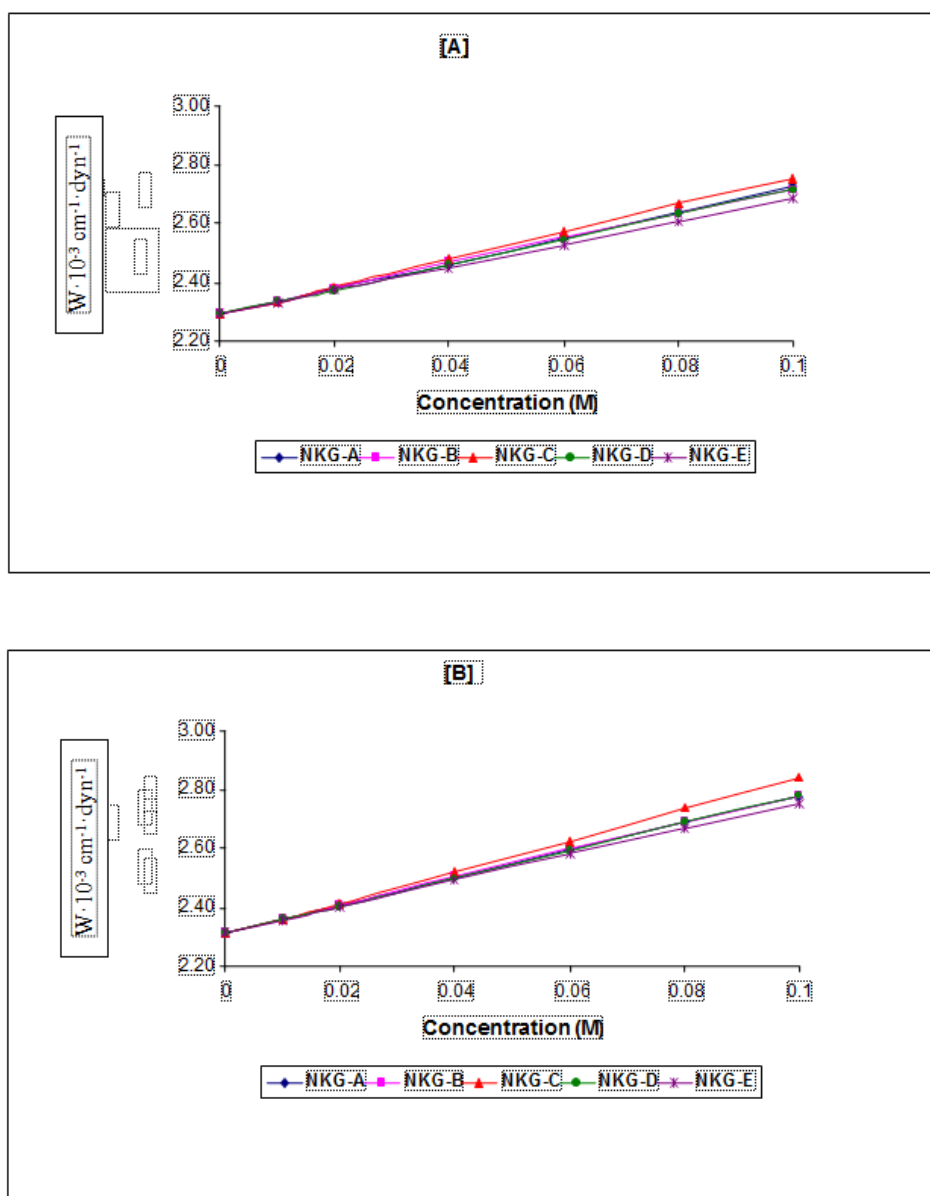 [A]
W·10⁻³ cm⁻¹·dyn⁻¹
3.00
2.80
2.60
2.40
2.20
0 0.02 0.04 0.06 0.08 0.1
Concentration (M)
NKG-A NKG-B NKG-C NKG-D NKG-E
[B]
W·10⁻³ cm⁻¹·dyn⁻¹
3.00
2.80
2.60
2.40
2.20
0 0.02 0.04 0.06 0.08 0.1
Concentration (M)
NKG-A NKG-B NKG-C NKG-D NKG-E